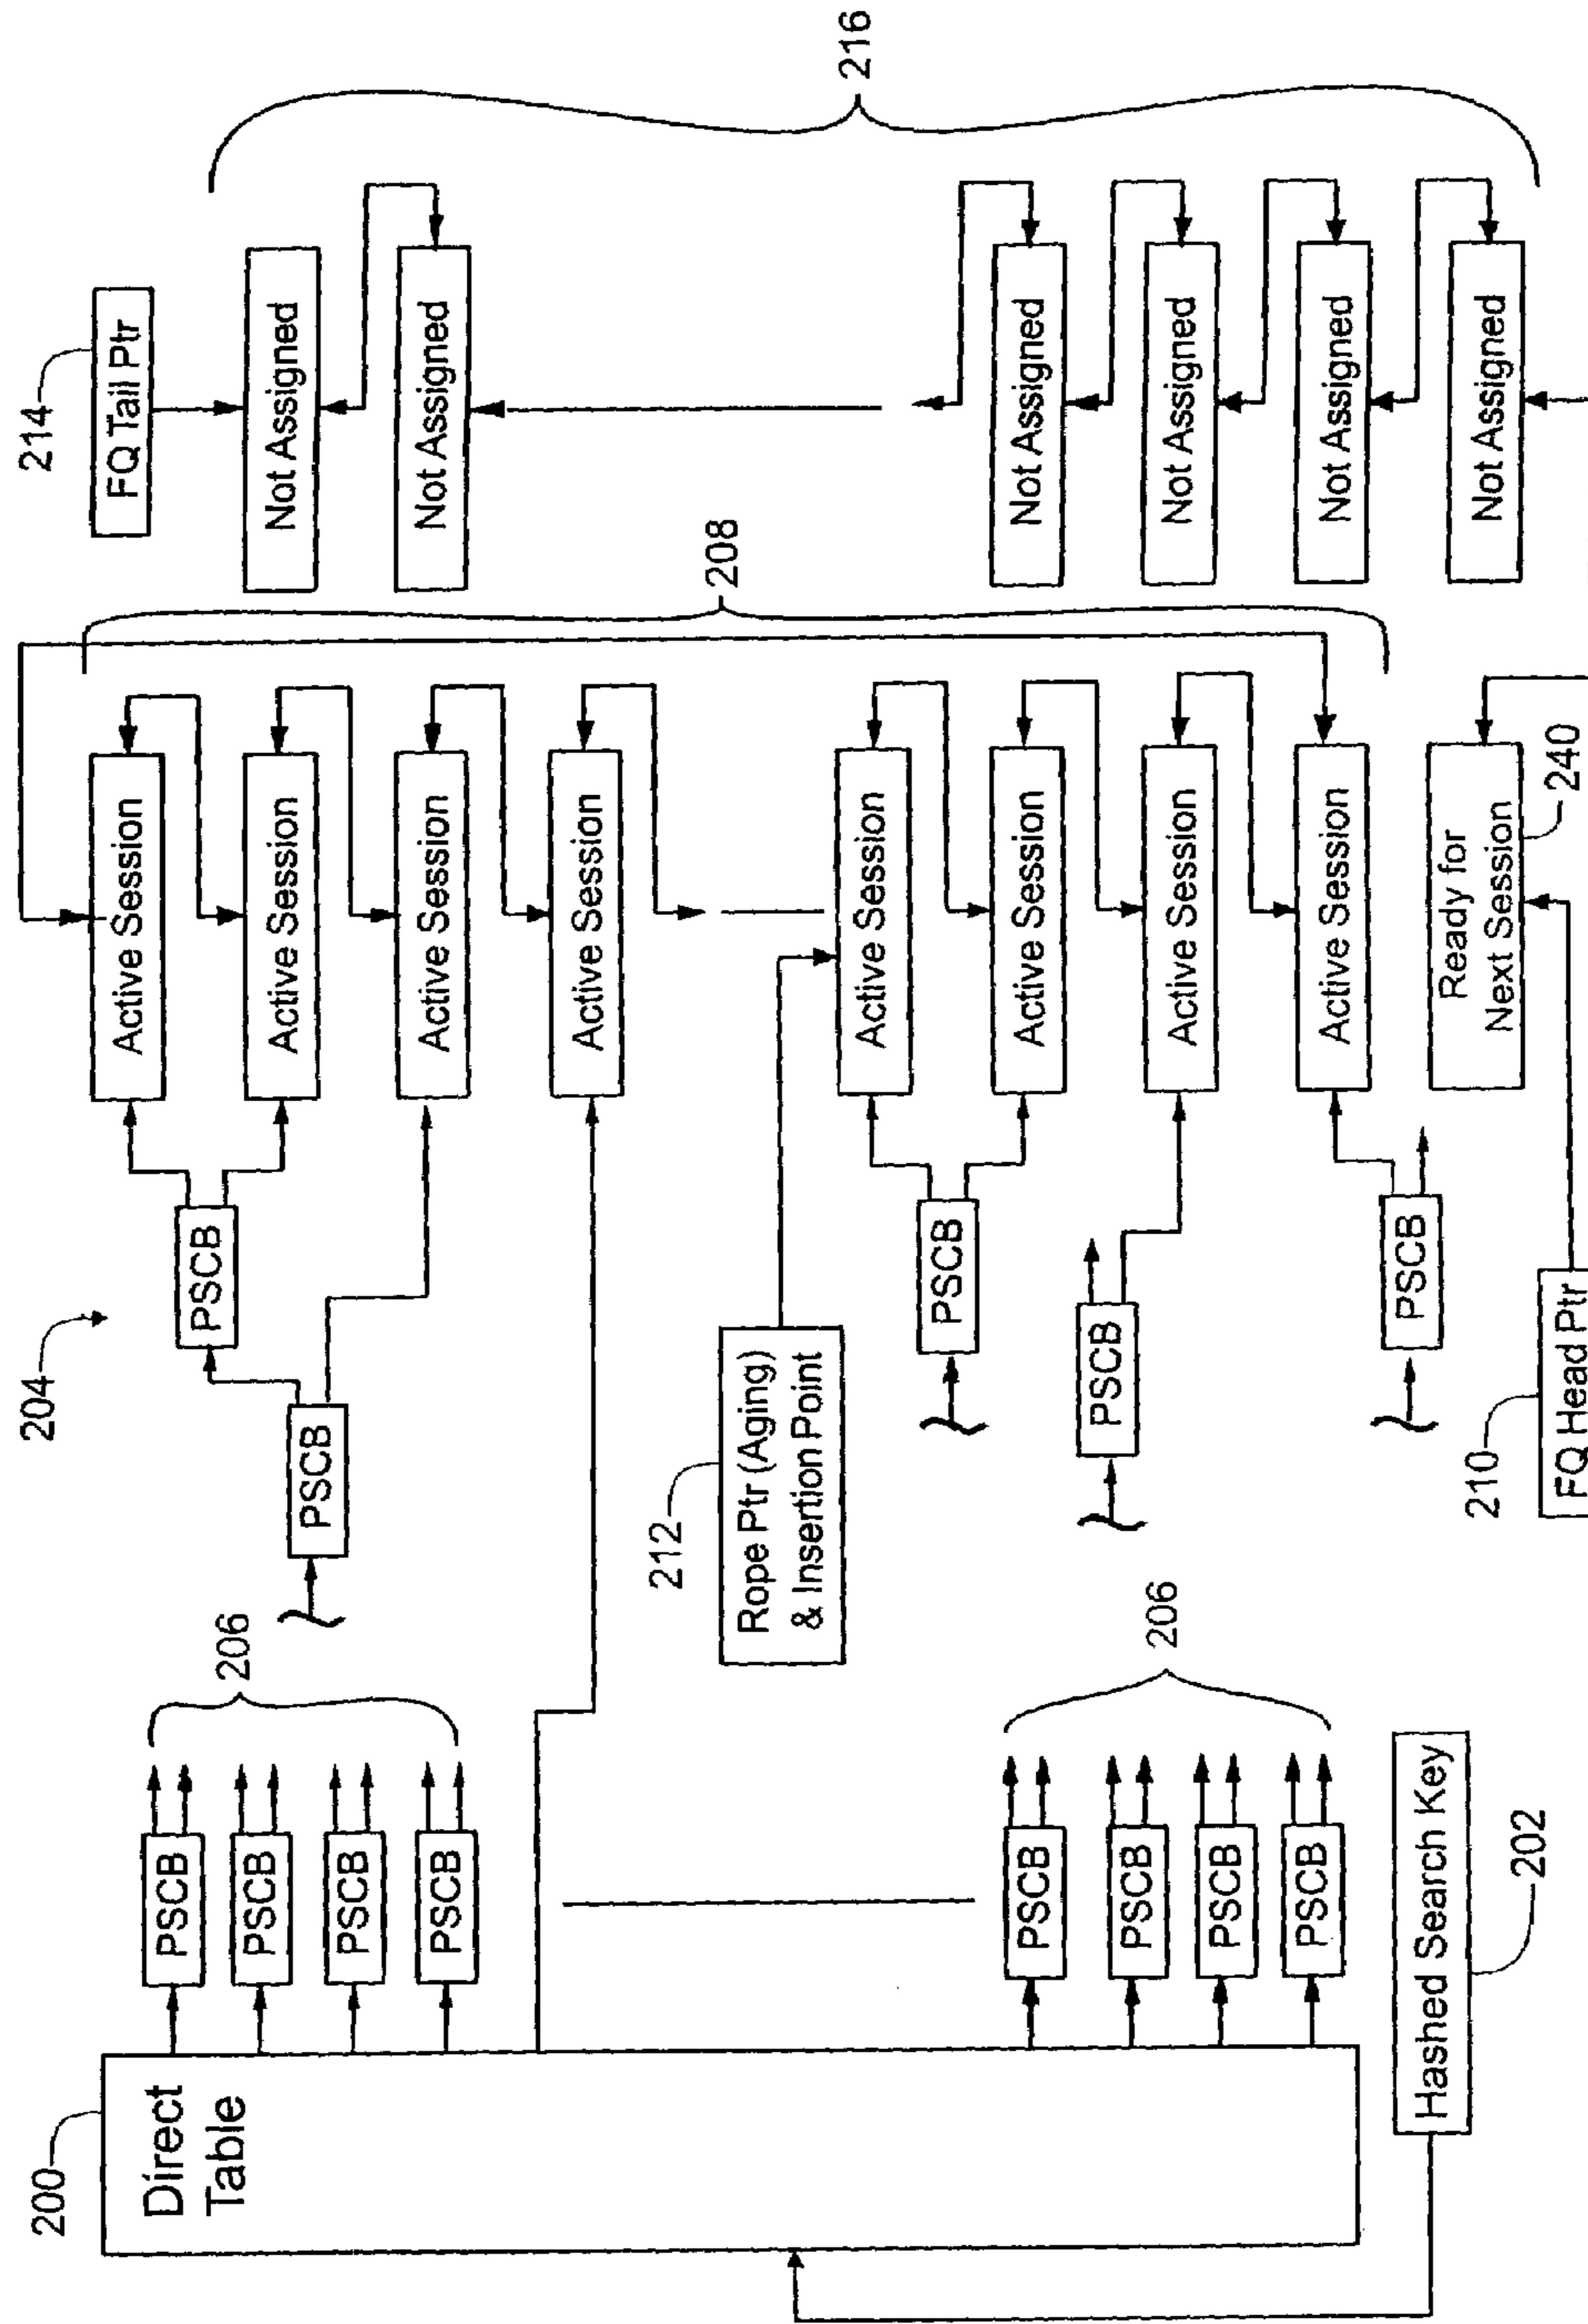 200
Direct
Table
Hashed Search Key
202
PSCB
PSCB
PSCB
PSCB
206
PSCB
PSCB
PSCB
PSCB
206
204
PSCB
PSCB
212
Rope Ptr (Aging)
& Insertion Point
PSCB
PSCB
PSCB
210
FQ Head Ptr
Active Session
Active Session
Active Session
Active Session
Active Session
Active Session
Active Session
Active Session
208
Ready for
Next Session
240
214
FQ Tail Ptr
Not Assigned
Not Assigned
Not Assigned
Not Assigned
Not Assigned
Not Assigned
216